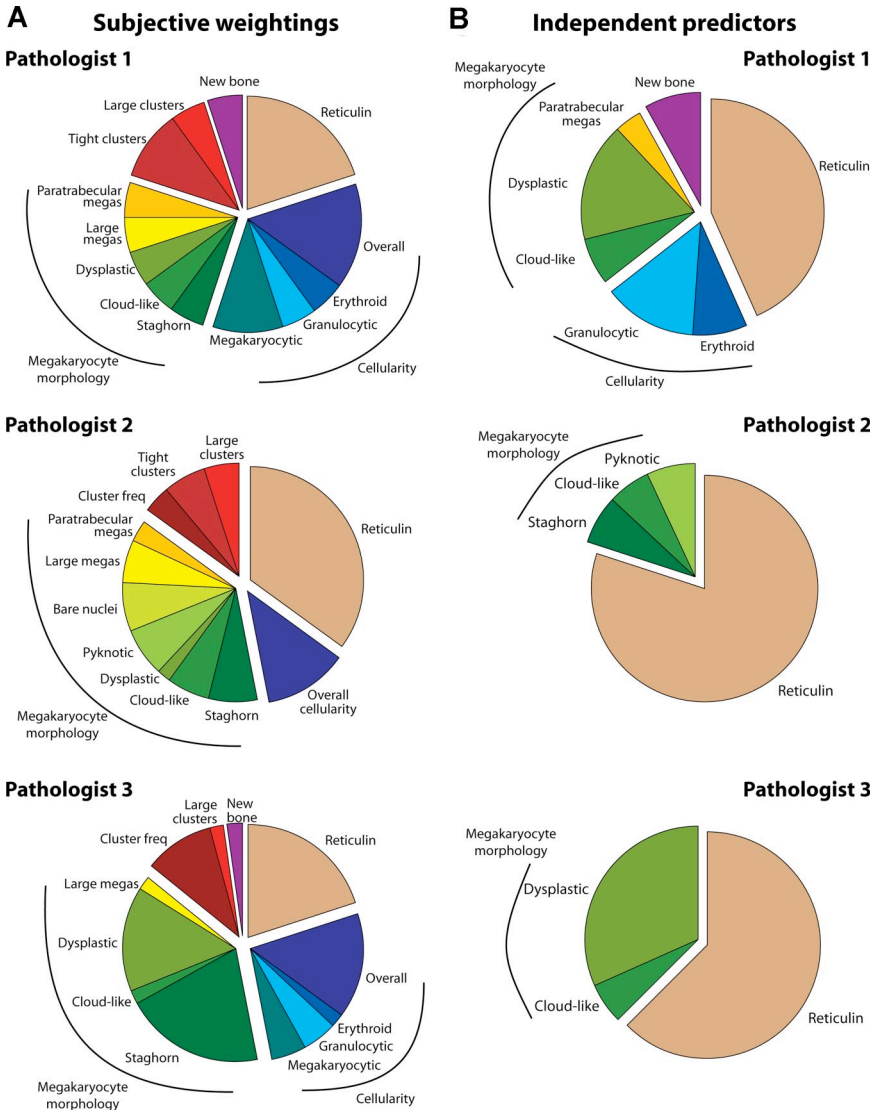 A
Subjective weightings
Pathologist 1
New bone
Large clusters
Reticulin
Tight clusters
Paratrabecular
megas
Large
megas
Overall
Dysplastic
Erythroid
Cloud-like
Granulocytic
Staghorn
Megakaryocytic
Megakaryocyte
morphology
Cellularity
Pathologist 2
Large
clusters
Tight
clusters
Cluster freq
Paratrabecular
megas
Reticulin
Large megas
Bare nuclei
Pyknotic
Dysplastic
Cloud-like
Staghorn
Overall
cellularity
Megakaryocyte
morphology
Pathologist 3
Large
clusters
New
bone
Cluster freq
Reticulin
Large megas
Dysplastic
Overall
Cloud-like
Erythroid
Granulocytic
Staghorn
Megakaryocytic
Megakaryocyte
morphology
Cellularity
B
Independent predictors
Pathologist 1
Megakaryocyte
morphology
New bone
Paratrabecular
megas
Reticulin
Dysplastic
Cloud-like
Granulocytic
Erythroid
Cellularity
Pathologist 2
Megakaryocyte
morphology
Pyknotic
Cloud-like
Staghorn
Reticulin
Pathologist 3
Megakaryocyte
morphology
Dysplastic
Cloud-like
Reticulin